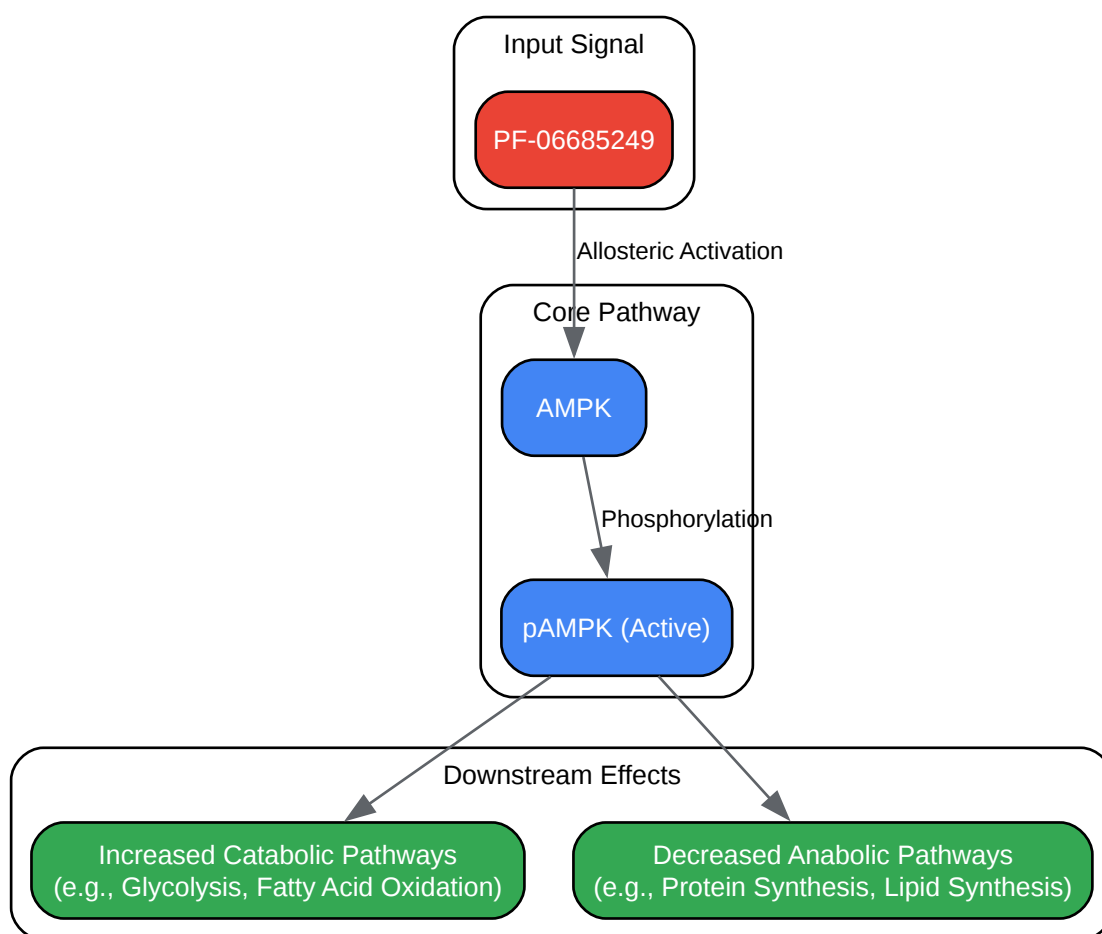 Input Signal
PF-06685249
Allosteric Activation
Core Pathway
AMPK
Phosphorylation
pAMPK (Active)
Downstream Effects
Increased Catabolic Pathways
(e.g., Glycolysis, Fatty Acid Oxidation)
Decreased Anabolic Pathways
(e.g., Protein Synthesis, Lipid Synthesis)